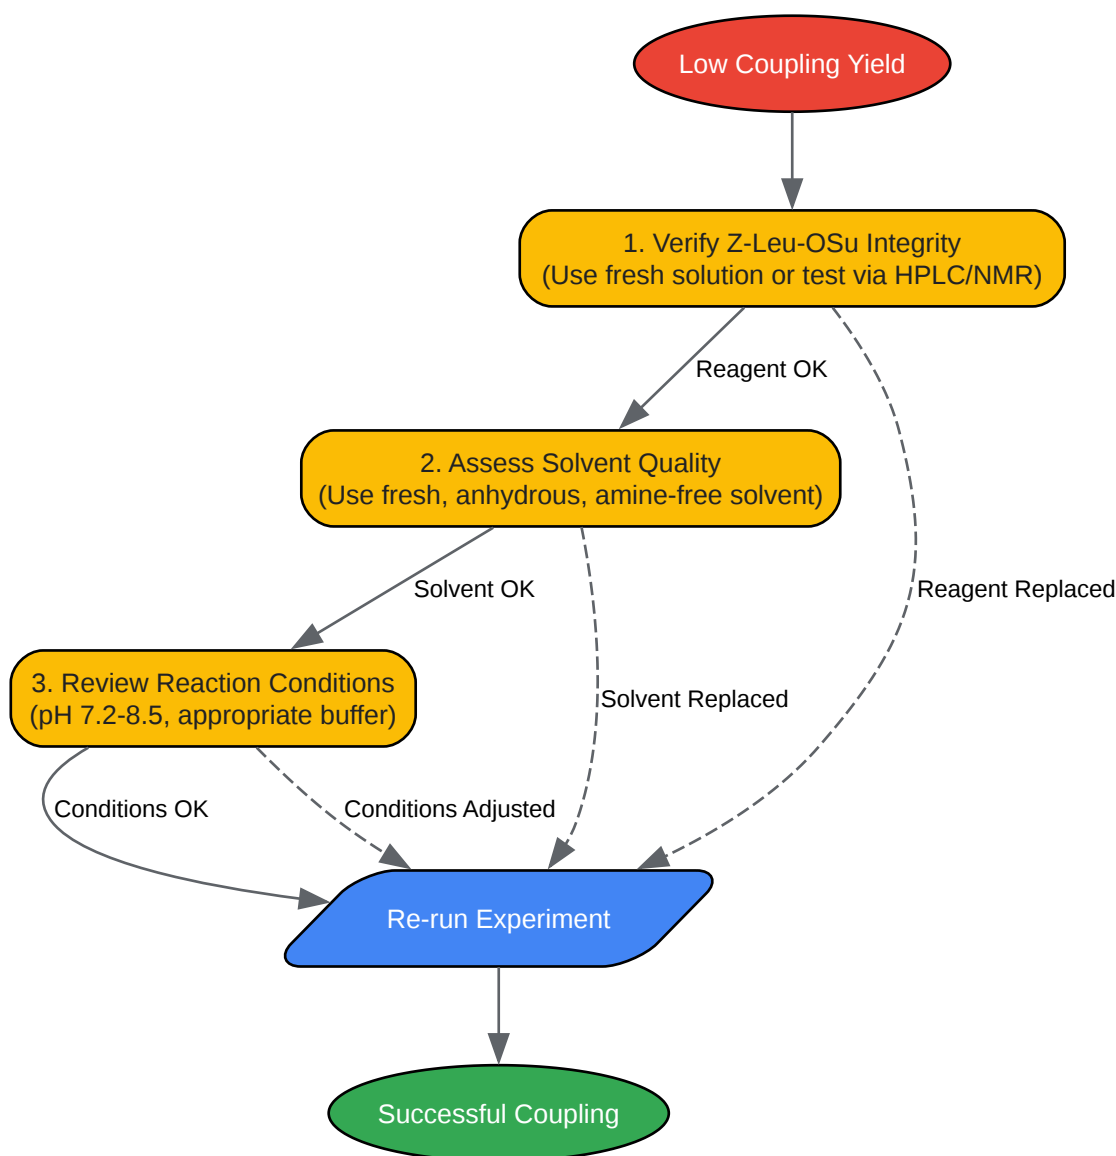 Low Coupling Yield
1. Verify Z-Leu-OSu Integrity
(Use fresh solution or test via HPLC/NMR)
Reagent OK
2. Assess Solvent Quality
(Use fresh, anhydrous, amine-free solvent)
Solvent OK
Reagent Replaced
3. Review Reaction Conditions
(pH 7.2-8.5, appropriate buffer)
Solvent Replaced
Conditions OK
Conditions Adjusted
Re-run Experiment
Successful Coupling